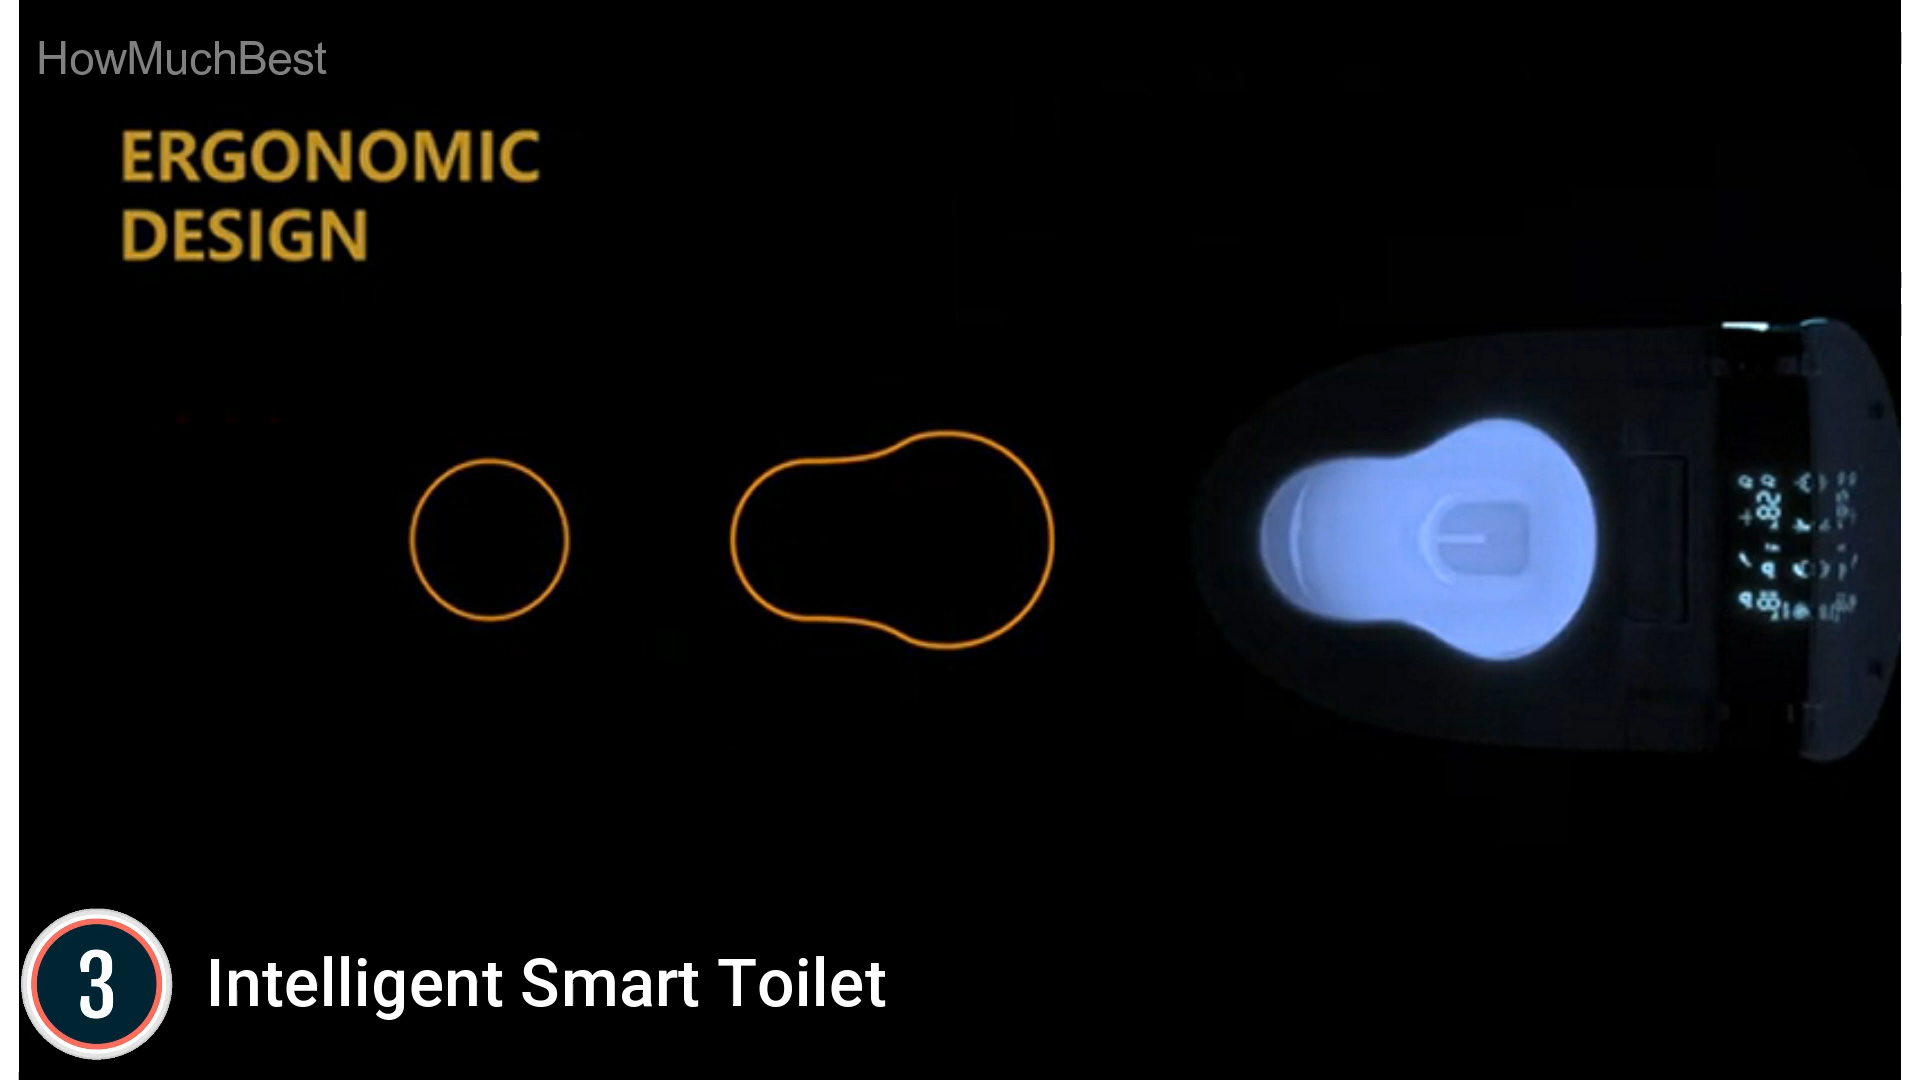 HowMuchBest
ERGONOMIC
DESIGN
3
Intelligent Smart Toilet